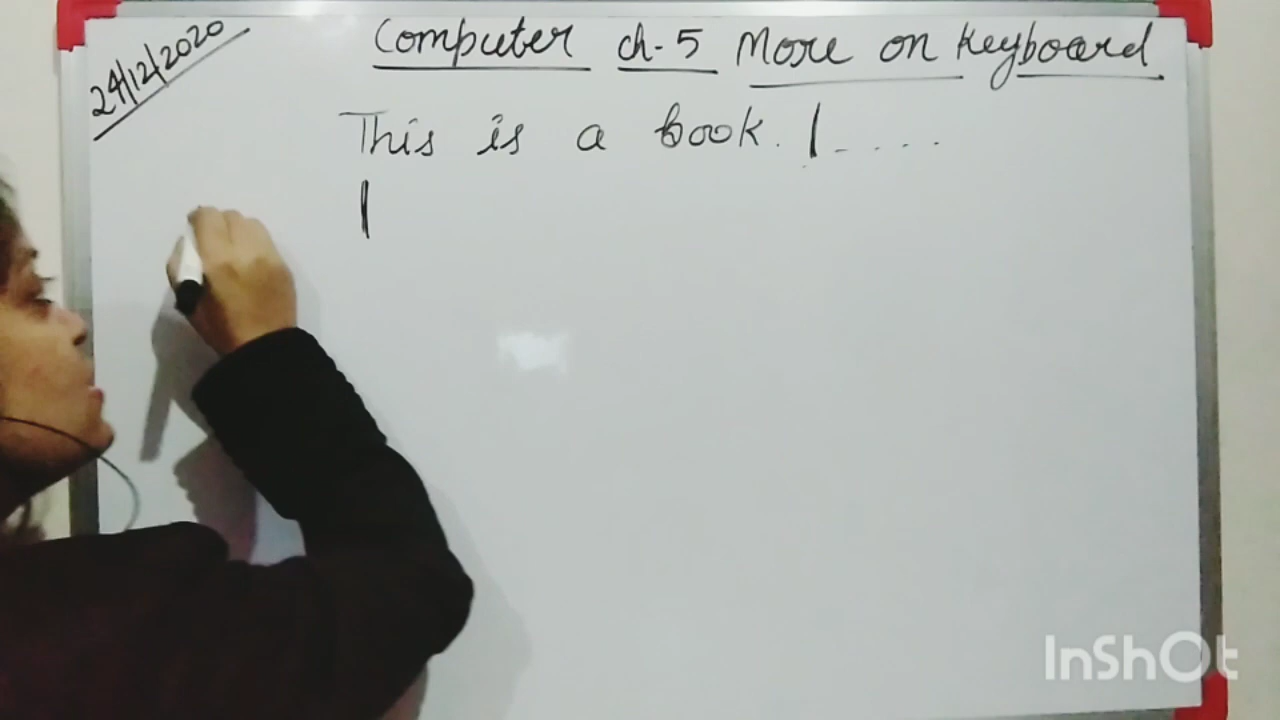 24/12/2020
Computer ch-5 More on Keyboard
This is a book. |.....
|
InShOt